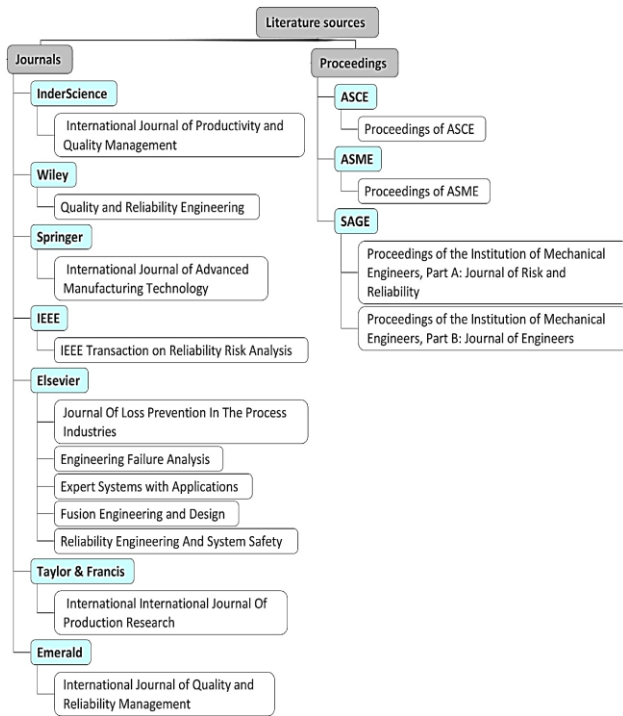 Literature sources
Journals
InderScience
International Journal of Productivity and
Quality Management
Wiley
Quality and Reliability Engineering
Springer
International Journal of Advanced
Manufacturing Technology
IEEE
IEEE Transaction on Reliability Risk Analysis
Elsevier
Journal Of Loss Prevention In The Process
Industries
Engineering Failure Analysis
Expert Systems with Applications
Fusion Engineering and Design
Reliability Engineering And System Safety
Taylor & Francis
International International Journal Of
Production Research
Emerald
International Journal of Quality and
Reliability Management
Proceedings
ASCE
Proceedings of ASCE
ASME
Proceedings of ASME
SAGE
Proceedings of the Institution of Mechanical
Engineers, Part A: Journal of Risk and
Reliability
Proceedings of the Institution of Mechanical
Engineers, Part B: Journal of Engineers